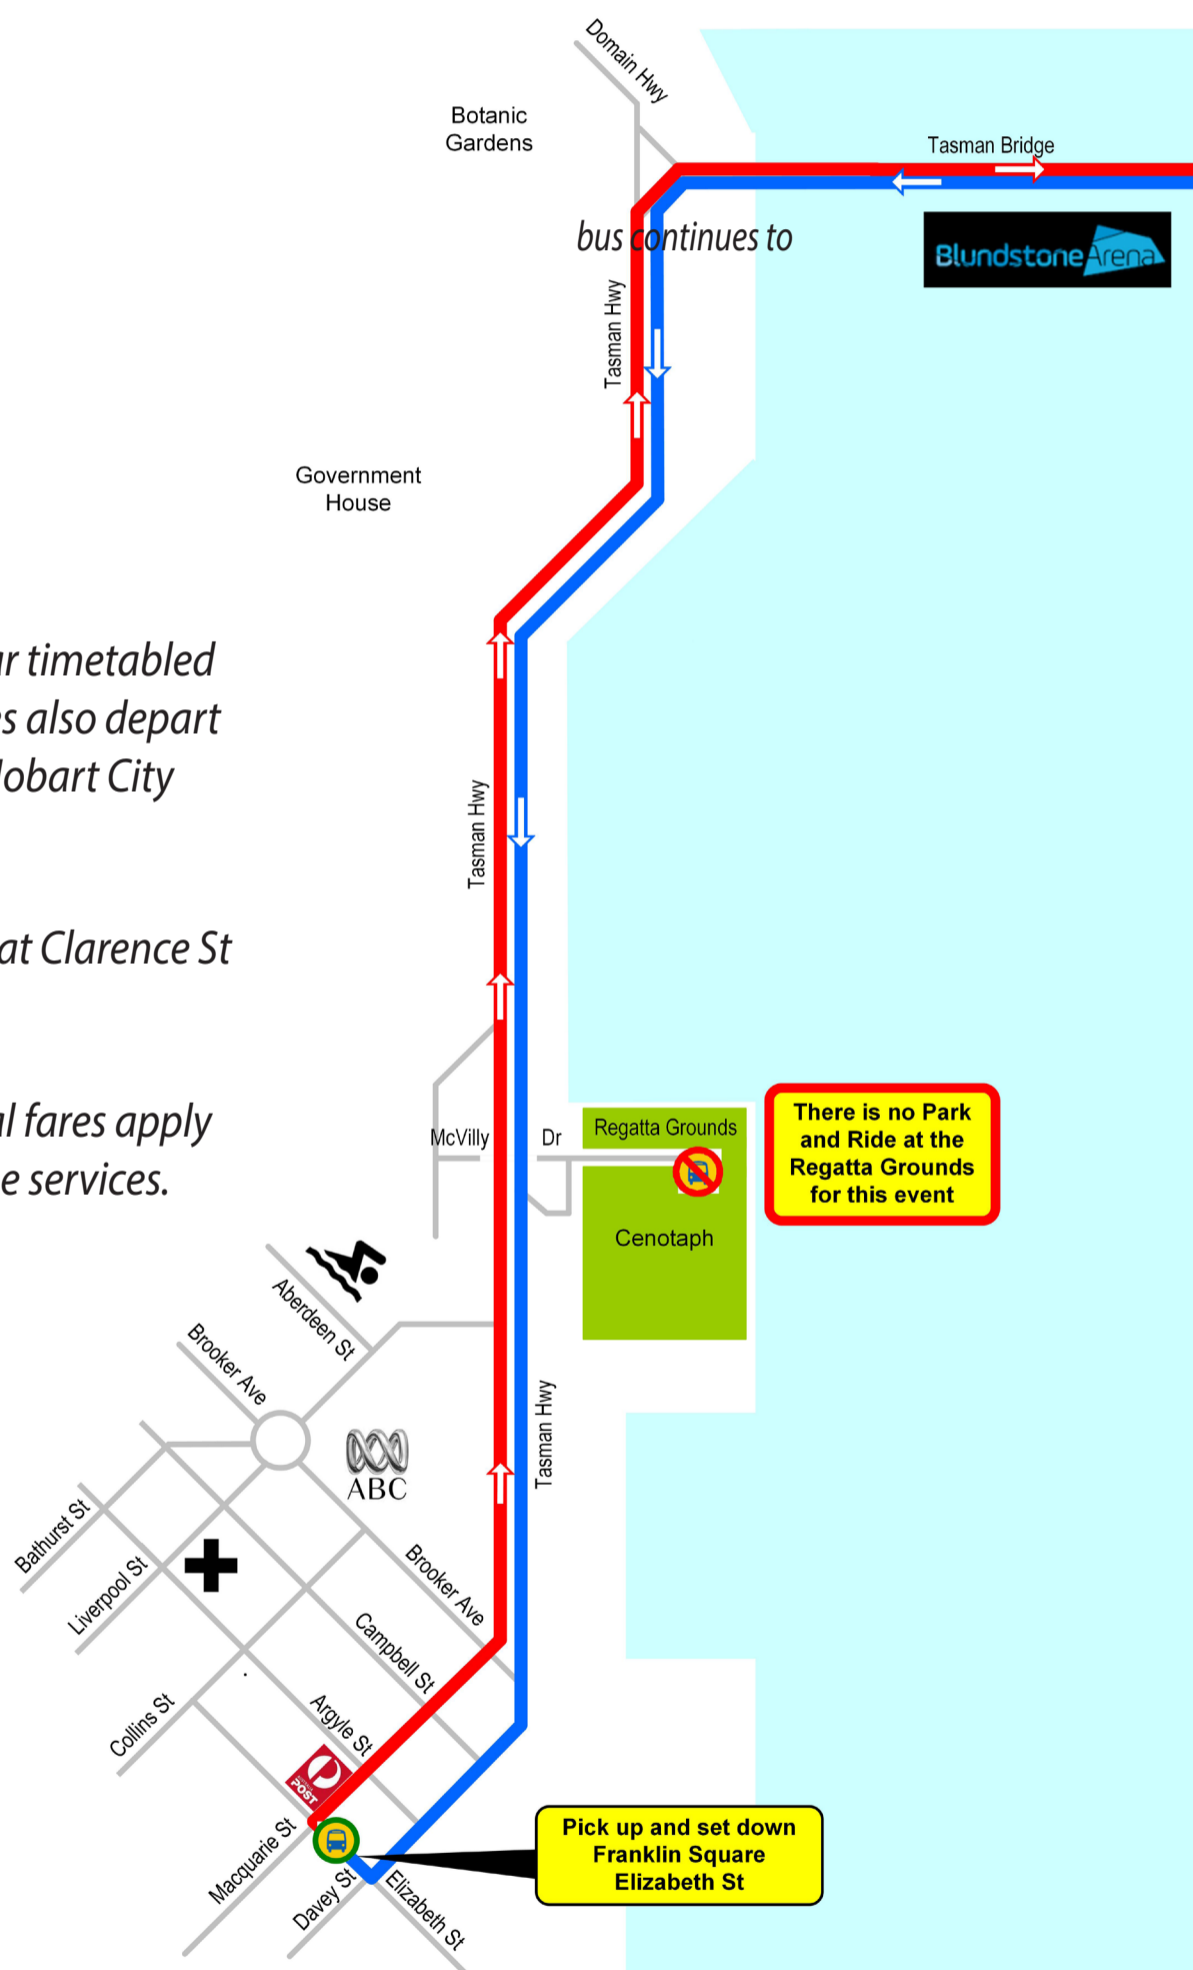 Domain Hwy
Botanic
Gardens
Tasman Bridge
bus continues to
Blundstone Arena
Tasman Hwy
Government
House
r timetabled
s also depart
obart City
Tasman Hwy
at Clarence St
l fares apply
e services.
There is no Park
and Ride at the
Regatta Grounds
for this event
McVilly Dr
Regatta Grounds
Cenotaph
Aberdeen St
Brooker Ave
Tasman Hwy
ABC
Bathurst St
Liverpool St
Brooker Ave
Campbell St
Collins St
Argyle St
POST
Macquarie St
Davey St
Elizabeth St
Pick up and set down
Franklin Square
Elizabeth St